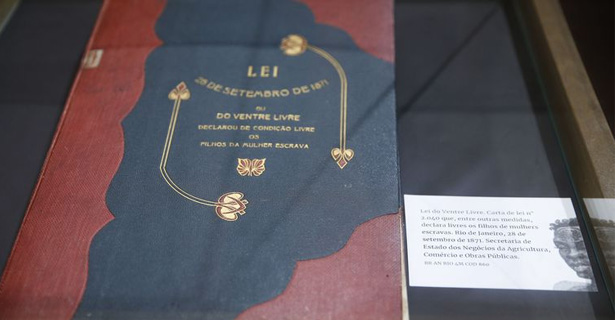 LEI
28 DE SETEMBRO DE 1871
OU
DO VENTRE LIVRE
DECLAROU DE CONDIÇÃO LIVRE
OS
FILHOS DA MULHER ESCRAVA
Lei do Ventre Livre. Carta de lei nº
2.040 que, entre outras medidas,
declara livres os filhos de mulheres
escravas. Rio de Janeiro, 28 de
setembro de 1871. Secretaria de
Estado dos Negócios da Agricultura,
Comércio e Obras Públicas.
BR AN RIO